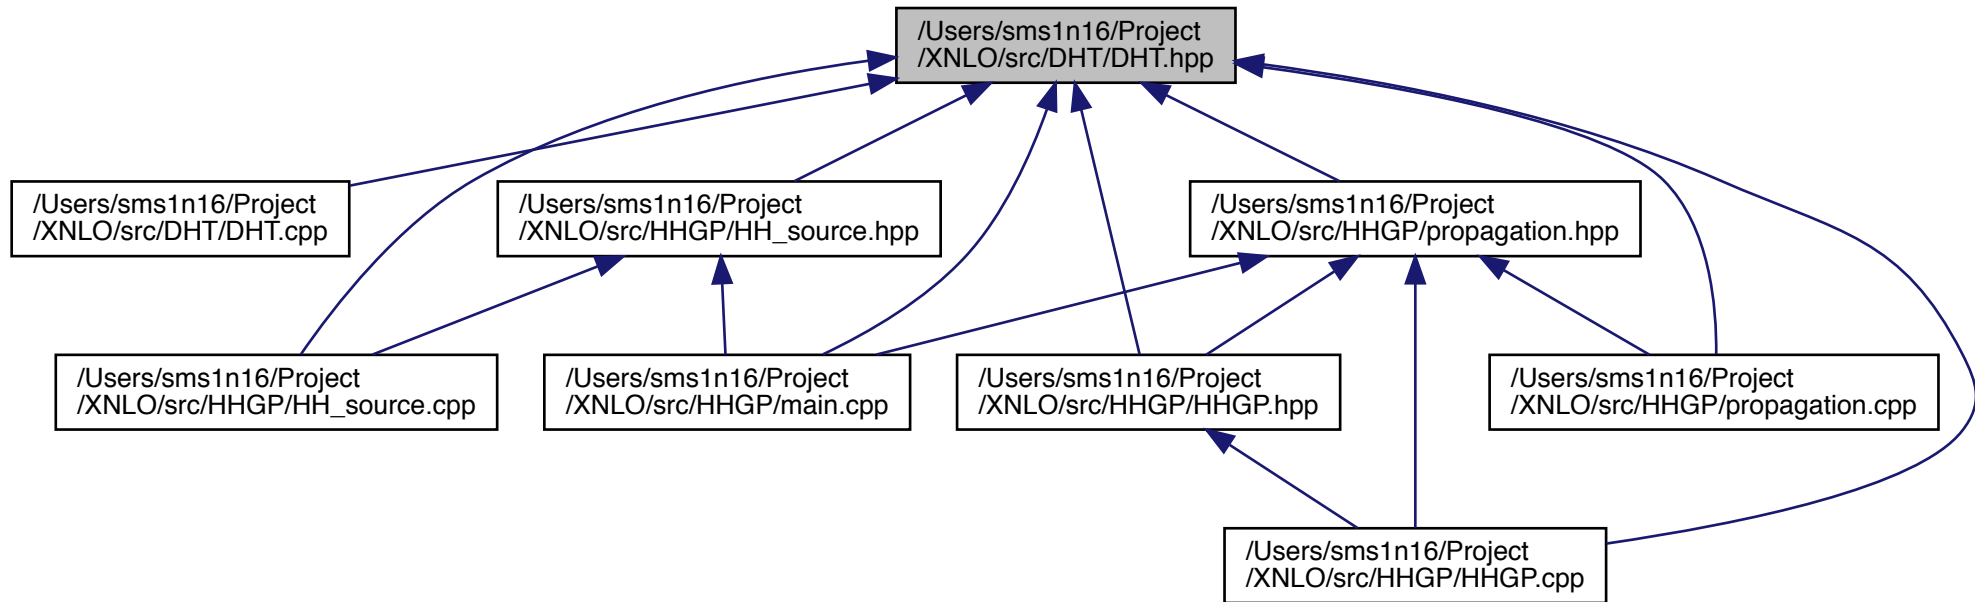 /Users/sms1n16/Project
/XNLO/src/DHT/DHT.hpp
/Users/sms1n16/Project
/XNLO/src/DHT/DHT.cpp
/Users/sms1n16/Project
/XNLO/src/HHGP/HH_source.hpp
/Users/sms1n16/Project
/XNLO/src/HHGP/propagation.hpp
/Users/sms1n16/Project
/XNLO/src/HHGP/HH_source.cpp
/Users/sms1n16/Project
/XNLO/src/HHGP/main.cpp
/Users/sms1n16/Project
/XNLO/src/HHGP/HHGP.hpp
/Users/sms1n16/Project
/XNLO/src/HHGP/propagation.cpp
/Users/sms1n16/Project
/XNLO/src/HHGP/HHGP.cpp